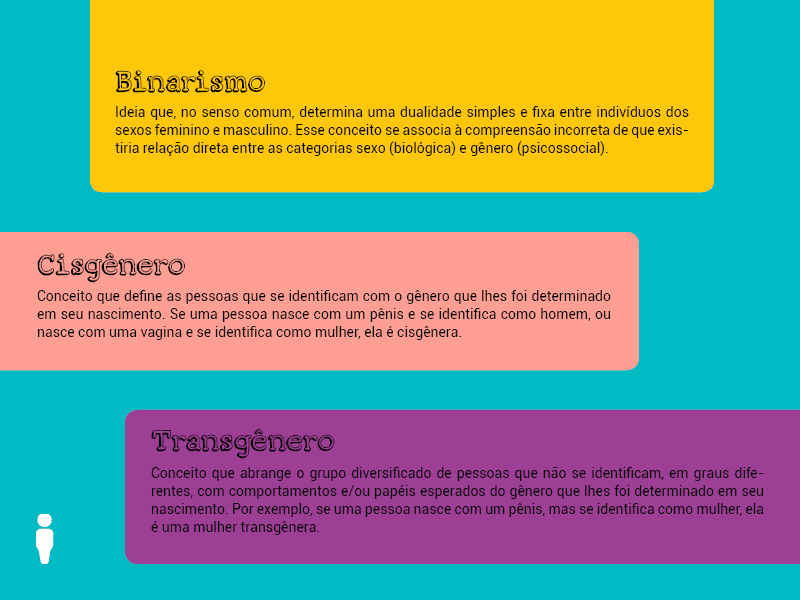 Binarismo
Ideia que, no senso comum, determina uma dualidade simples e fixa entre indivíduos dos
sexos feminino e masculino. Esse conceito se associa à compreensão incorreta de que exis-
tiria relação direta entre as categorias sexo (biológica) e gênero (psicossocial).
Cisgênero
Conceito que define as pessoas que se identificam com o gênero que lhes foi determinado
em seu nascimento. Se uma pessoa nasce com um pênis e se identifica como homem, ou
nasce com uma vagina e se identifica como mulher, ela é cisgênera.
Transgênero
Conceito que abrange o grupo diversificado de pessoas que não se identificam, em graus dife-
rentes, com comportamentos e/ou papéis esperados do gênero que lhes foi determinado em seu
nascimento. Por exemplo, se uma pessoa nasce com um pênis, mas se identifica como mulher, ela
é uma mulher transgênera.